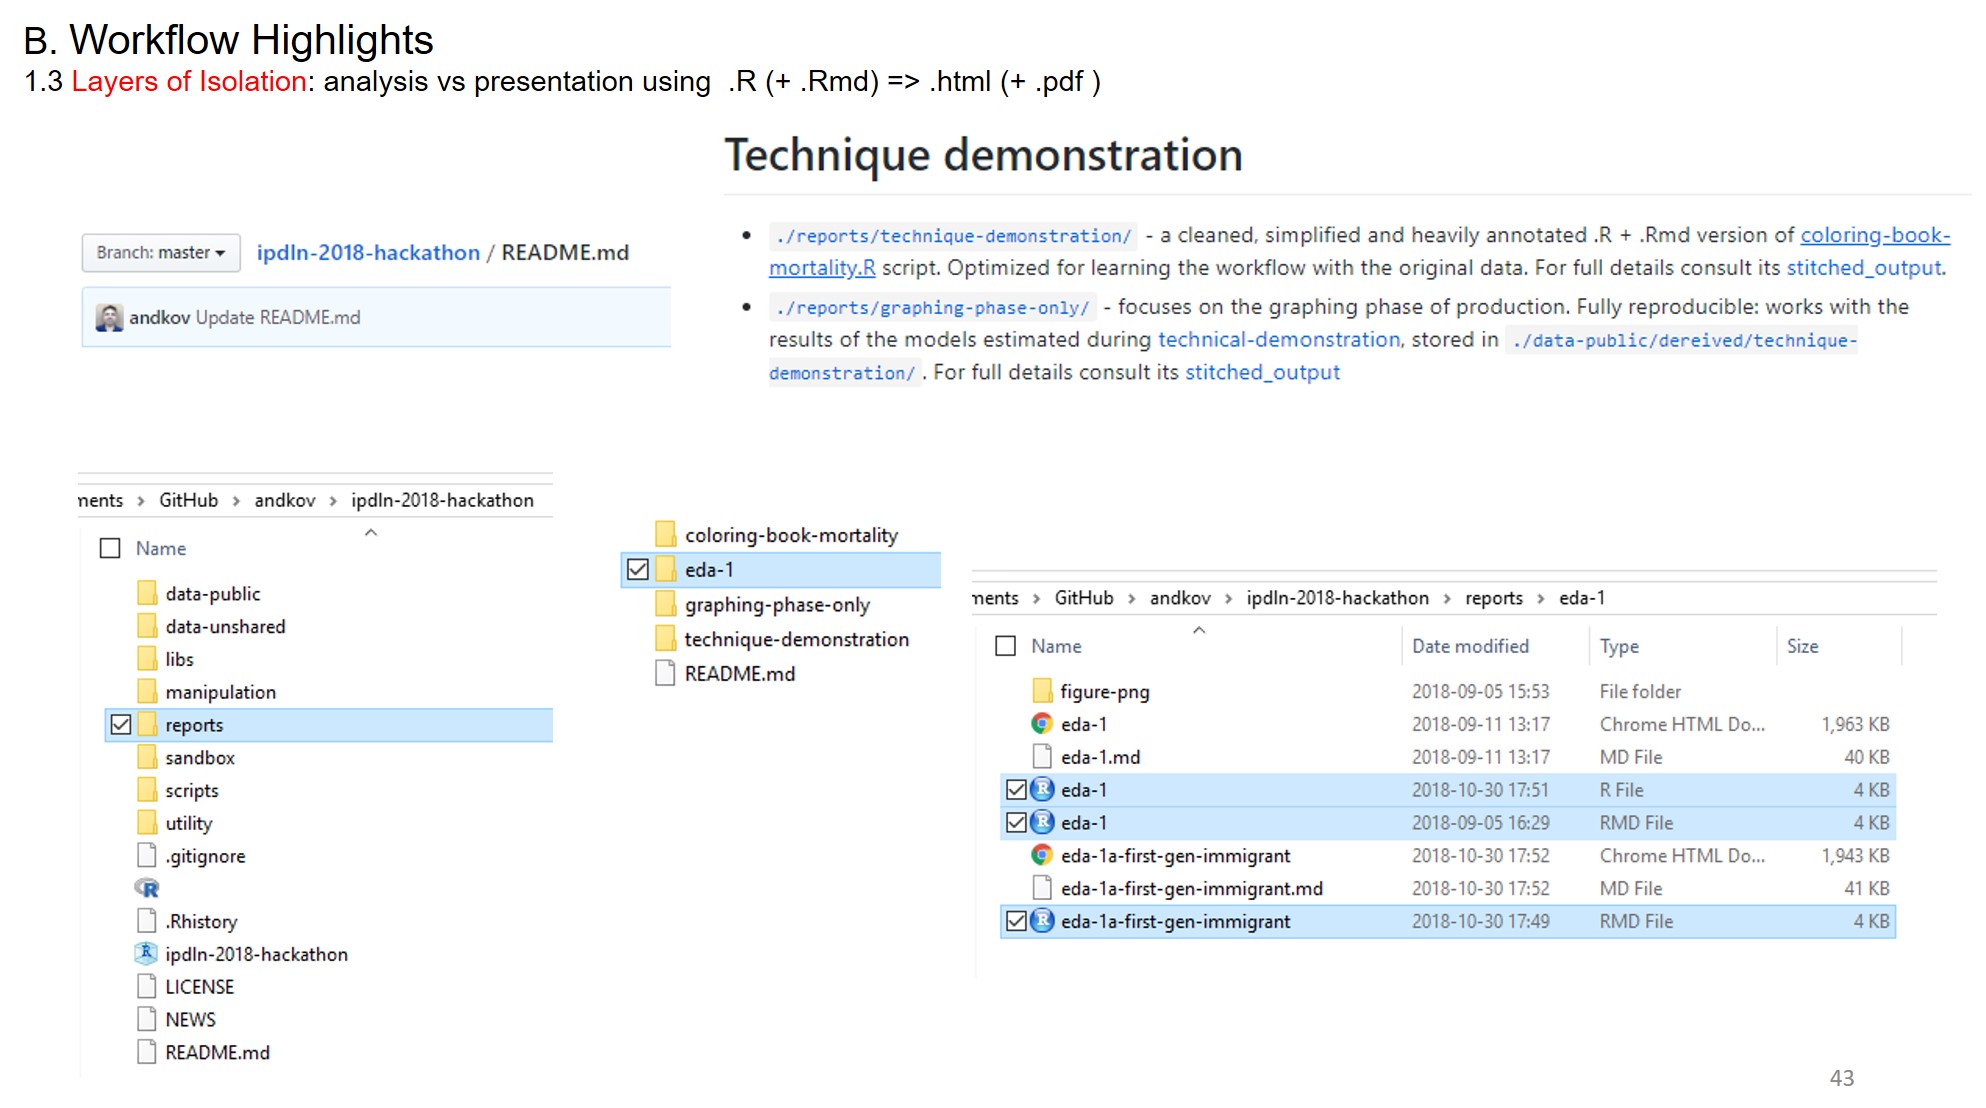 B. Workflow Highlights
1.3 Layers of Isolation: analysis vs presentation using .R (+ .Rmd) => .html (+ .pdf )
Technique demonstration
• ./reports/technique-demonstration/ - a cleaned, simplified and heavily annotated .R + .Rmd version of coloring-book-
mortality.R script. Optimized for learning the workflow with the original data. For full details consult its stitched_output.
• ./reports/graphing-phase-only/ - focuses on the graphing phase of production. Fully reproducible: works with the
results of the models estimated during technical-demonstration, stored in ./data-public/dereived/technique-
demonstration/ . For full details consult its stitched_output
Branch: master
ipdln-2018-hackathon / README.md
andkov Update README.md
ments > GitHub > andkov > ipdln-2018-hackathon
Name
data-public
data-unshared
libs
manipulation
reports
sandbox
scripts
utility
.gitignore
.Rhistory
ipdln-2018-hackathon
LICENSE
NEWS
README.md
coloring-book-mortality
eda-1
graphing-phase-only
technique-demonstration
README.md
ments > GitHub > andkov > ipdln-2018-hackathon > reports > eda-1
Name Date modified Type Size
figure-png 2018-09-05 15:53 File folder
eda-1 2018-09-11 13:17 Chrome HTML Do... 1,963 KB
eda-1.md 2018-09-11 13:17 MD File 40 KB
eda-1 2018-10-30 17:51 R File 4 KB
eda-1 2018-09-05 16:29 RMD File 4 KB
eda-1a-first-gen-immigrant 2018-10-30 17:52 Chrome HTML Do... 1,943 KB
eda-1a-first-gen-immigrant.md 2018-10-30 17:52 MD File 41 KB
eda-1a-first-gen-immigrant 2018-10-30 17:49 RMD File 4 KB
43